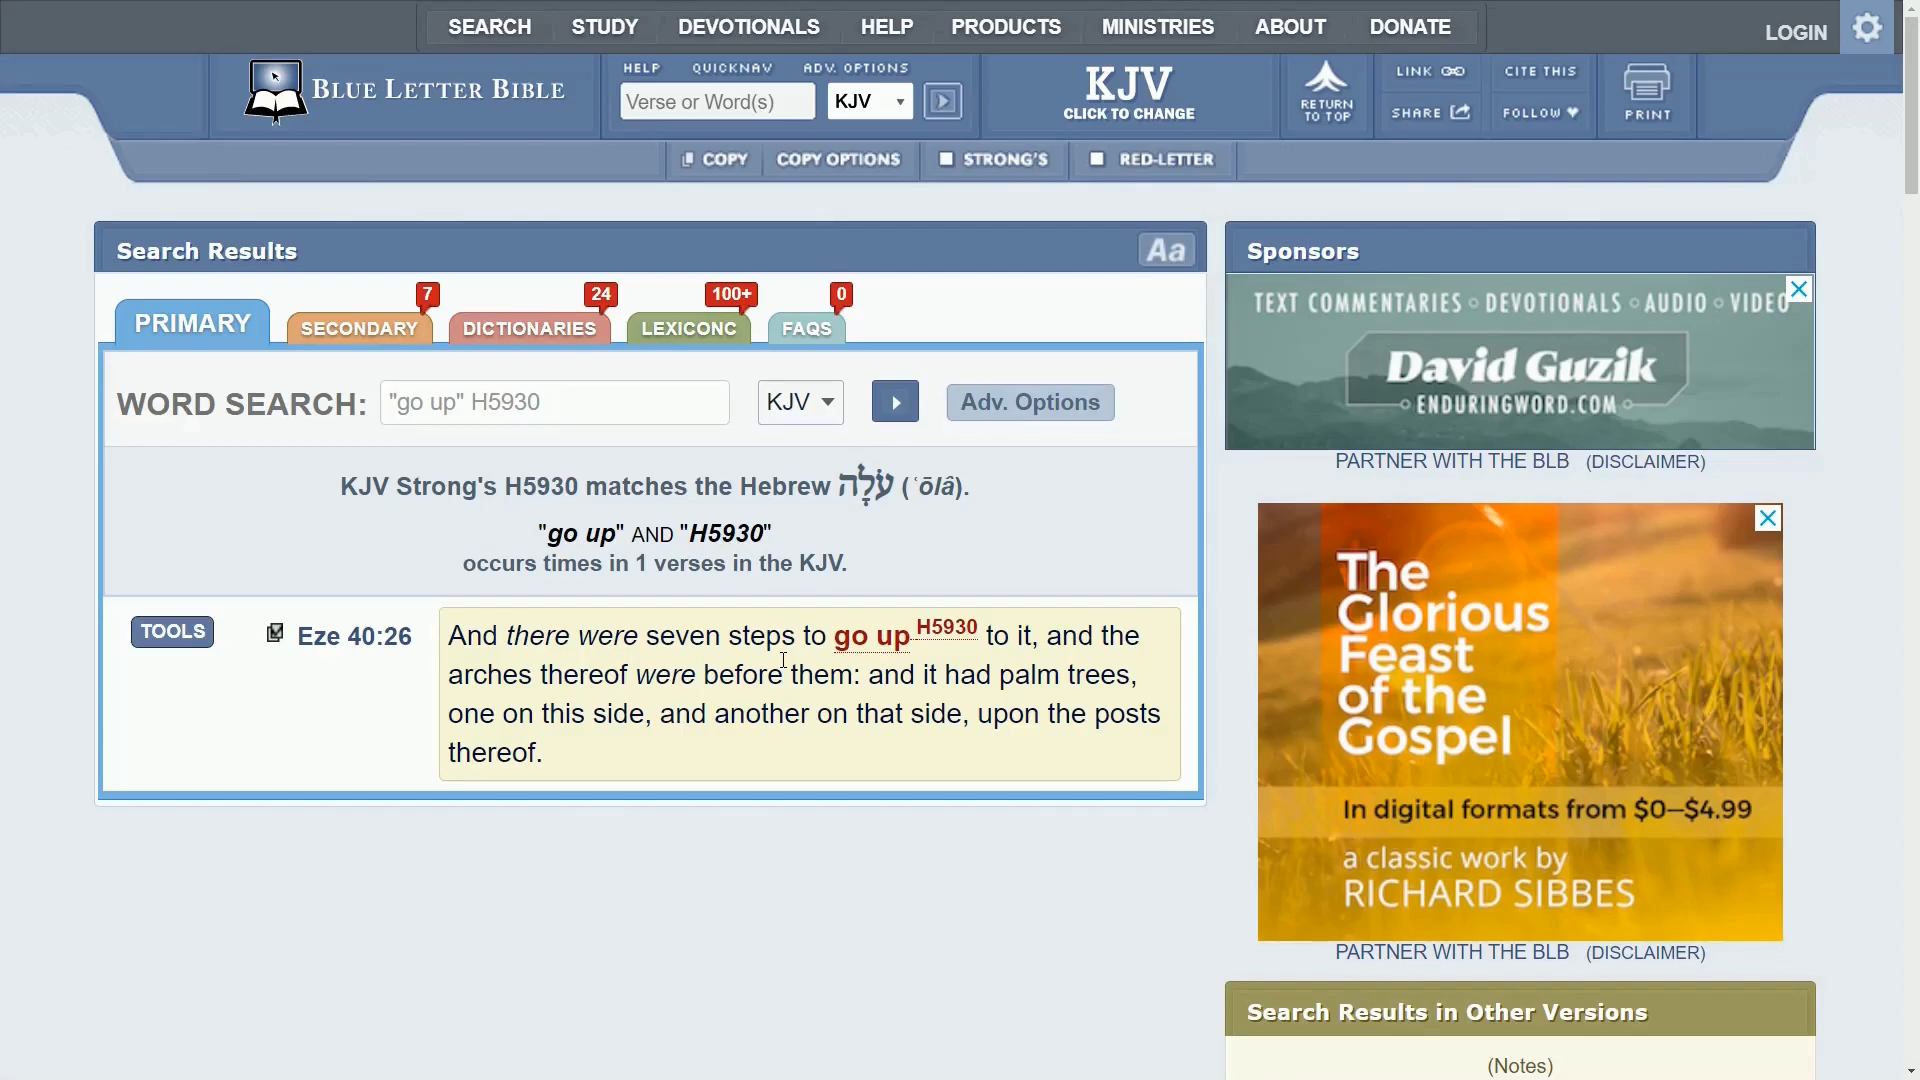 SEARCH STUDY DEVOTIONALS HELP PRODUCTS MINISTRIES ABOUT DONATE
LOGIN
BLUE LETTER BIBLE
HELP QUICKNAV ADV. OPTIONS
Verse or Word(s) KJV
KJV
CLICK TO CHANGE
RETURN
TO TOP
LINK CITE THIS
SHARE FOLLOW
PRINT
COPY COPY OPTIONS STRONG'S RED-LETTER
Search Results Aa
7 24 100+ 0
PRIMARY SECONDARY DICTIONARIES LEXICONC FAQS
WORD SEARCH: "go up" H5930 KJV Adv. Options
KJV Strong's H5930 matches the Hebrew עֹלָה (ʿōlâ).
"go up" AND "H5930"
occurs times in 1 verses in the KJV.
TOOLS Eze 40:26
And there were seven steps to go up H5930 to it, and the
arches thereof were before them: and it had palm trees,
one on this side, and another on that side, upon the posts
thereof.
Sponsors
TEXT COMMENTARIES ◦ DEVOTIONALS ◦ AUDIO ◦ VIDEO
David Guzik
ENDURINGWORD.COM
PARTNER WITH THE BLB (DISCLAIMER)
The
Glorious
Feast
of the
Gospel
In digital formats from $0–$4.99
a classic work by
RICHARD SIBBES
PARTNER WITH THE BLB (DISCLAIMER)
Search Results in Other Versions
(Notes)